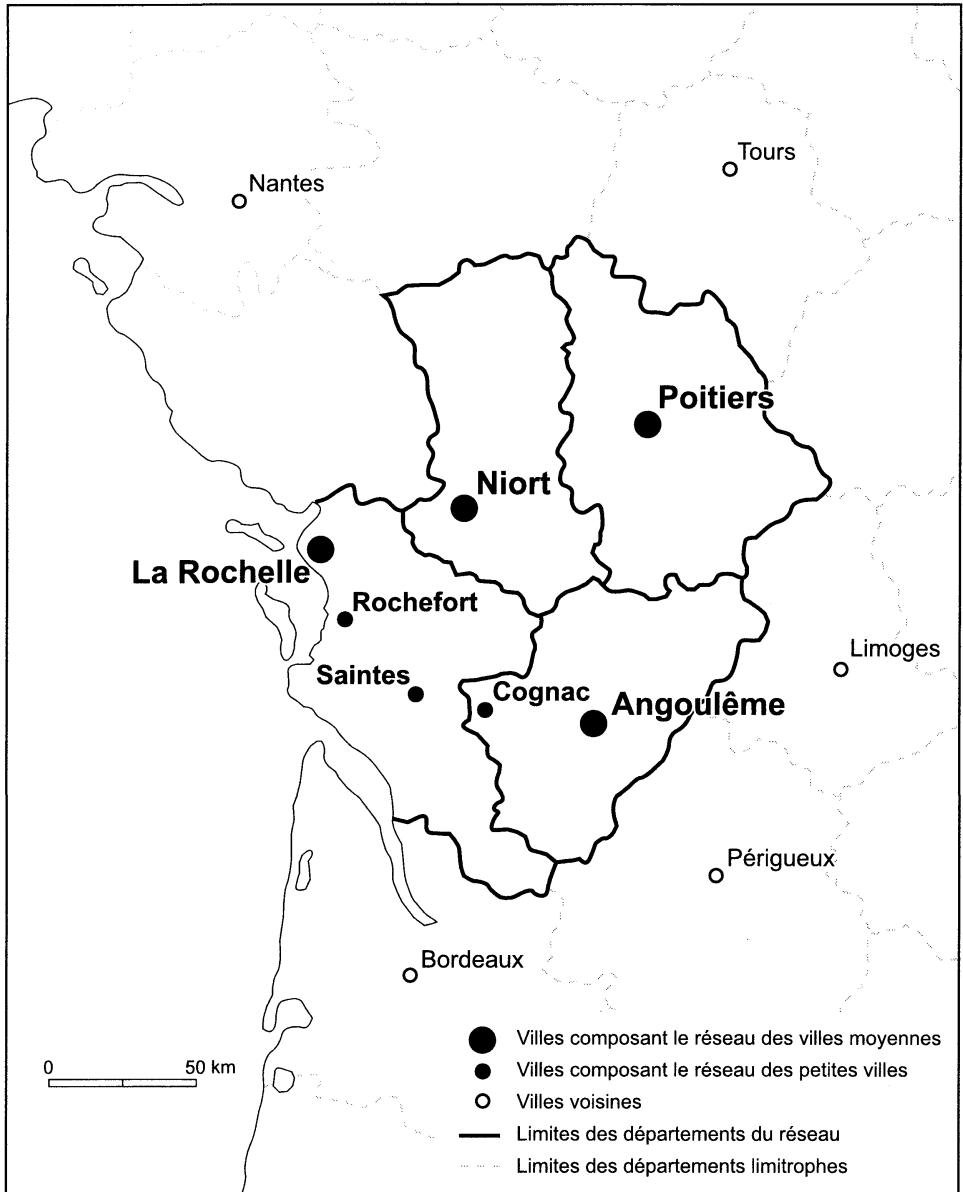 Tours
Nantes
Poitiers
Niort
La Rochelle
Rochefort
Limoges
Saintes
Cognac
Angoulême
Périgueux
Bordeaux
Villes composant le réseau des villes moyennes
0 50 km
Villes composant le réseau des petites villes
Villes voisines
Limites des départements du réseau
Limites des départements limitrophes